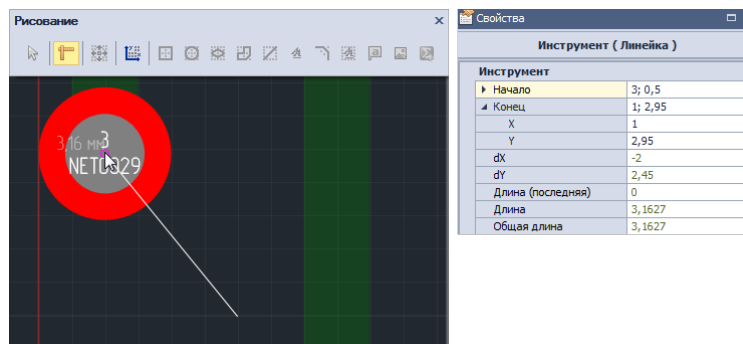 Рисование
3,16 мм
3
NET0829
Свойства
Инструмент ( Линейка )
Инструмент
Начало 3; 0,5
Конец 1; 2,95
X 1
Y 2,95
dX -2
dY 2,45
Длина (последняя) 0
Длина 3,1627
Общая длина 3,1627